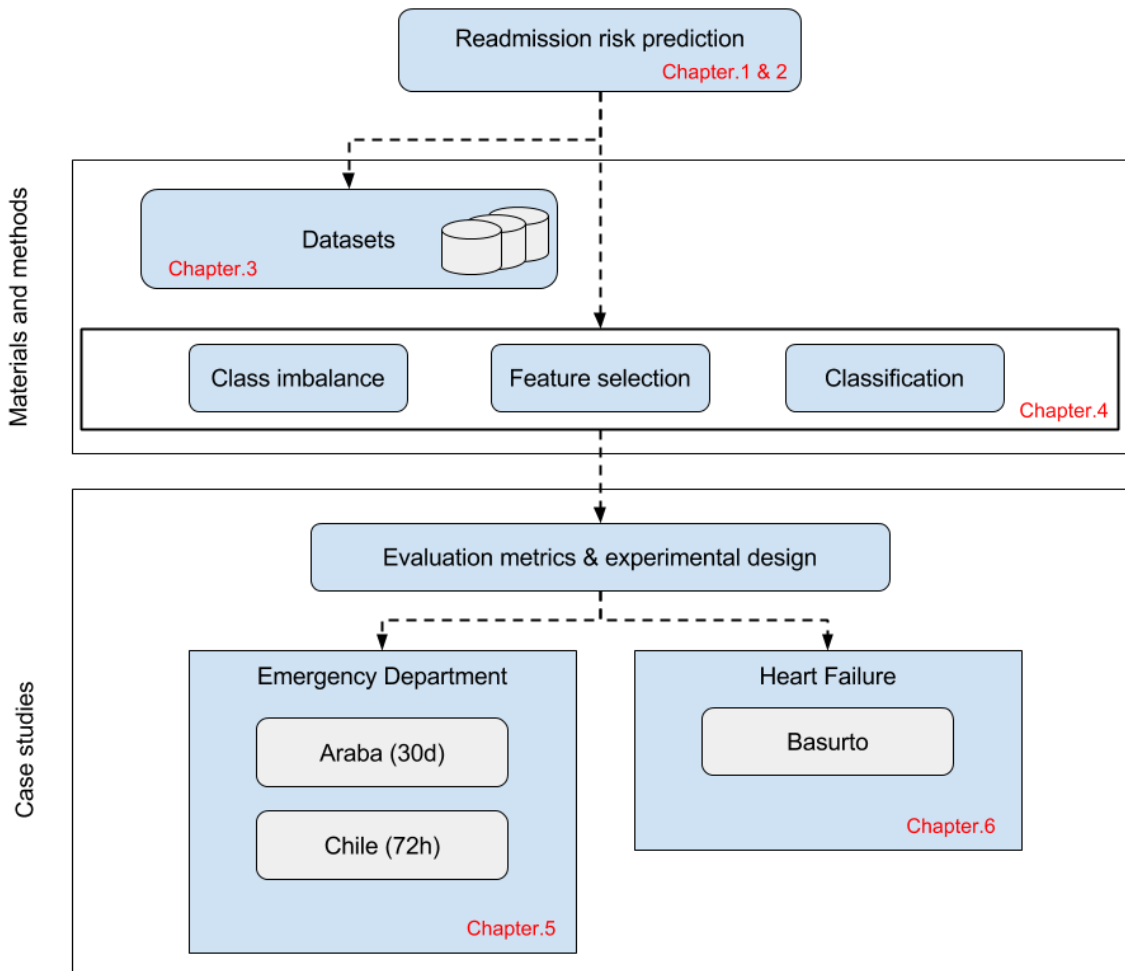 Readmission risk prediction
Chapter.1 & 2
Materials and methods
Datasets
Chapter.3
Class imbalance
Feature selection
Classification
Chapter.4
Case studies
Evaluation metrics & experimental design
Emergency Department
Araba (30d)
Chile (72h)
Chapter.5
Heart Failure
Basurto
Chapter.6